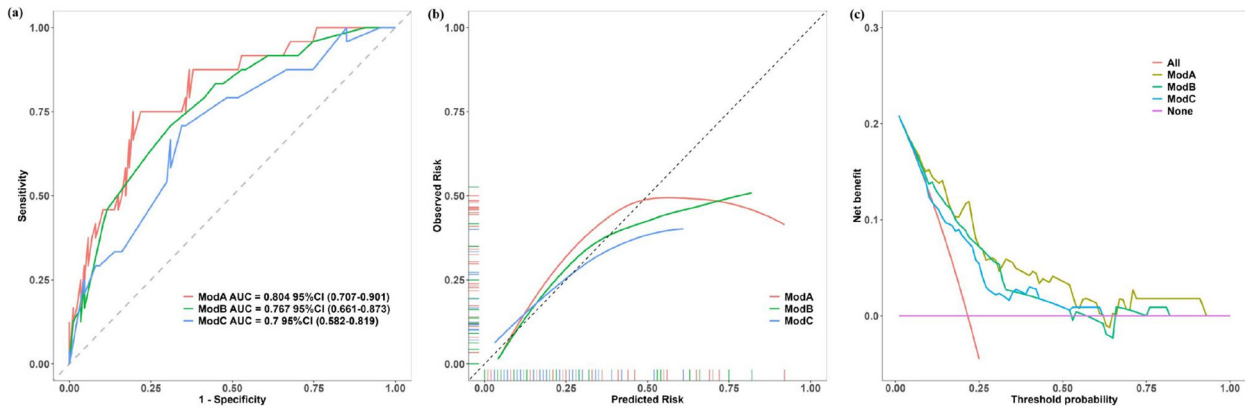 (a)
1.00
0.75
0.50
0.25
0.00
Sensitivity
ModA AUC = 0.804 95%CI (0.707-0.901)
ModB AUC = 0.767 95%CI (0.661-0.873)
ModC AUC = 0.7 95%CI (0.582-0.819)
0.00 0.25 0.50 0.75 1.00
1 - Specificity
(b)
1.00
0.75
0.50
0.25
0.00
Observed Risk
ModA
ModB
ModC
0.00 0.25 0.50 0.75 1.00
Predicted Risk
(c)
All
ModA
ModB
ModC
None
0.2
0.1
0.0
Net benefit
0.00 0.25 0.50 0.75 1.00
Threshold probability